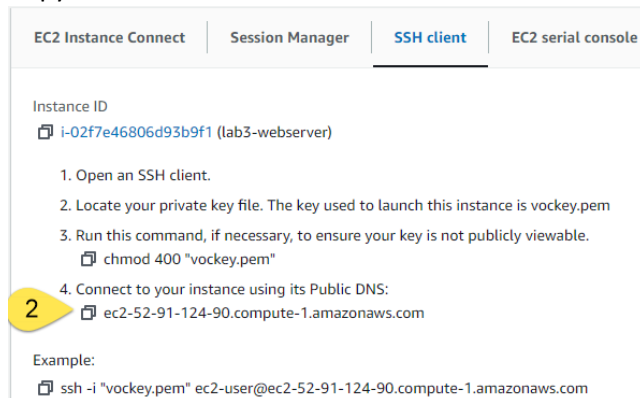 EC2 Instance Connect Session Manager SSH client EC2 serial console
Instance ID
i-02f7e46806d93b9f1 (lab3-webserver)
1. Open an SSH client.
2. Locate your private key file. The key used to launch this instance is vockey.pem
3. Run this command, if necessary, to ensure your key is not publicly viewable.
chmod 400 "vockey.pem"
4. Connect to your instance using its Public DNS:
2 ec2-52-91-124-90.compute-1.amazonaws.com
Example:
ssh -i "vockey.pem" ec2-user@ec2-52-91-124-90.compute-1.amazonaws.com